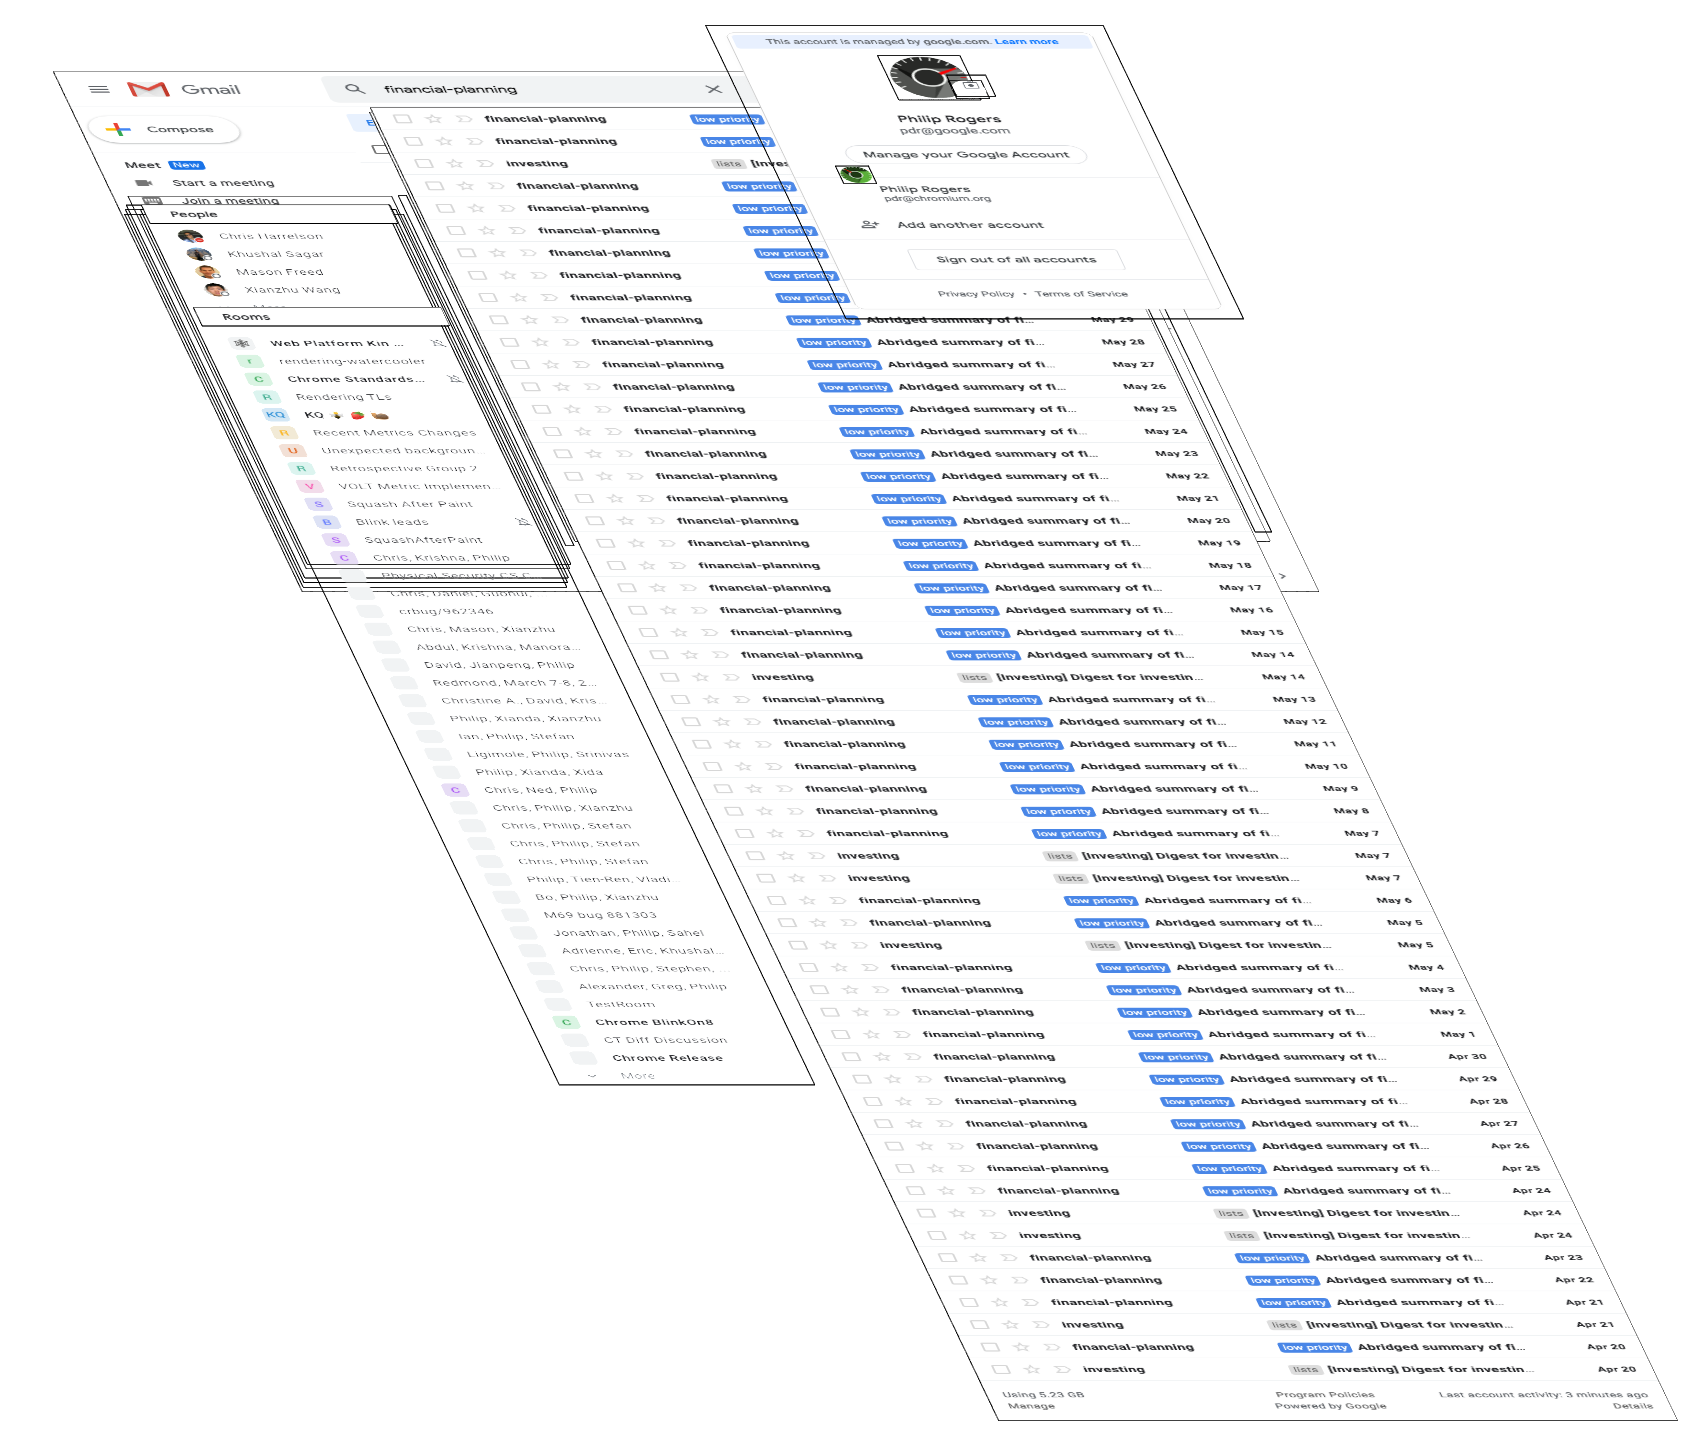 This account is managed by google.com. Learn more
Philip Rogers
pdr@google.com
Manage your Google Account
Philip Rogers
pdr@chromium.org
Add another account
Sign out of all accounts
Privacy Policy • Terms of Service
Gmail
financial-planning
Compose
Meet New
Start a meeting
Join a meeting
People
Chris Harrelson
Khushal Sagar
Mason Freed
Xianzhu Wang
Rooms
Web Platform Kin ...
r rendering-watercooler
C Chrome Standards...
R Rendering TLs
KQ KQ
R Recent Metrics Changes
U Unexpected backgroun...
R Retrospective Group 2
V VOLT Metric Implemen...
S Squash After Paint
B Blink leads
S SquashAfterPaint
C Chris, Krishna, Philip
Physical Security CS C...
Chris, Daniel, Guohui,
crbug/962346
Chris, Mason, Xianzhu
Abdul, Krishna, Manora...
David, Jianpeng, Philip
Redmond, March 7-8, 2...
Christine A., David, Kris...
Philip, Xianda, Xianzhu
Ian, Philip, Stefan
Ligimole, Philip, Srinivas
Philip, Xianda, Xida
C Chris, Ned, Philip
Chris, Philip, Xianzhu
Chris, Philip, Stefan
Chris, Philip, Stefan
Chris, Philip, Stefan
Philip, Tien-Ren, Vladi...
Bo, Philip, Xianzhu
M69 bug 881303
Jonathan, Philip, Sahel
Adrienne, Eric, Khushal...
Chris, Philip, Stephen, ...
Alexander, Greg, Philip
TestRoom
C Chrome BlinkOn8
CT Diff Discussion
Chrome Release
More
financial-planning low priority
financial-planning low priority
investing lists [Inves
financial-planning low priority
financial-planning low priority
financial-planning low priority
financial-planning low priority
financial-planning low priority
financial-planning low priority
financial-planning low priority Abridged summary of fi... May 29
financial-planning low priority Abridged summary of fi... May 28
financial-planning low priority Abridged summary of fi... May 27
financial-planning low priority Abridged summary of fi... May 26
financial-planning low priority Abridged summary of fi... May 25
financial-planning low priority Abridged summary of fi... May 24
financial-planning low priority Abridged summary of fi... May 23
financial-planning low priority Abridged summary of fi... May 22
financial-planning low priority Abridged summary of fi... May 21
financial-planning low priority Abridged summary of fi... May 20
financial-planning low priority Abridged summary of fi... May 19
financial-planning low priority Abridged summary of fi... May 18
financial-planning low priority Abridged summary of fi... May 17
financial-planning low priority Abridged summary of fi... May 16
financial-planning low priority Abridged summary of fi... May 15
financial-planning low priority Abridged summary of fi... May 14
investing lists [Investing] Digest for investin... May 14
financial-planning low priority Abridged summary of fi... May 13
financial-planning low priority Abridged summary of fi... May 12
financial-planning low priority Abridged summary of fi... May 11
financial-planning low priority Abridged summary of fi... May 10
financial-planning low priority Abridged summary of fi... May 9
financial-planning low priority Abridged summary of fi... May 8
financial-planning low priority Abridged summary of fi... May 7
investing lists [Investing] Digest for investin... May 7
investing lists [Investing] Digest for investin... May 7
financial-planning low priority Abridged summary of fi... May 6
financial-planning low priority Abridged summary of fi... May 5
investing lists [Investing] Digest for investin... May 5
financial-planning low priority Abridged summary of fi... May 4
financial-planning low priority Abridged summary of fi... May 3
financial-planning low priority Abridged summary of fi... May 2
financial-planning low priority Abridged summary of fi... May 1
financial-planning low priority Abridged summary of fi... Apr 30
financial-planning low priority Abridged summary of fi... Apr 29
financial-planning low priority Abridged summary of fi... Apr 28
financial-planning low priority Abridged summary of fi... Apr 27
financial-planning low priority Abridged summary of fi... Apr 26
financial-planning low priority Abridged summary of fi... Apr 25
financial-planning low priority Abridged summary of fi... Apr 24
investing lists [Investing] Digest for investin... Apr 24
investing lists [Investing] Digest for investin... Apr 24
financial-planning low priority Abridged summary of fi... Apr 23
financial-planning low priority Abridged summary of fi... Apr 22
financial-planning low priority Abridged summary of fi... Apr 21
investing lists [Investing] Digest for investin... Apr 21
financial-planning low priority Abridged summary of fi... Apr 20
investing lists [Investing] Digest for investin... Apr 20
Using 5.23 GB Program Policies Last account activity: 3 minutes ago
Manage Powered by Google Details